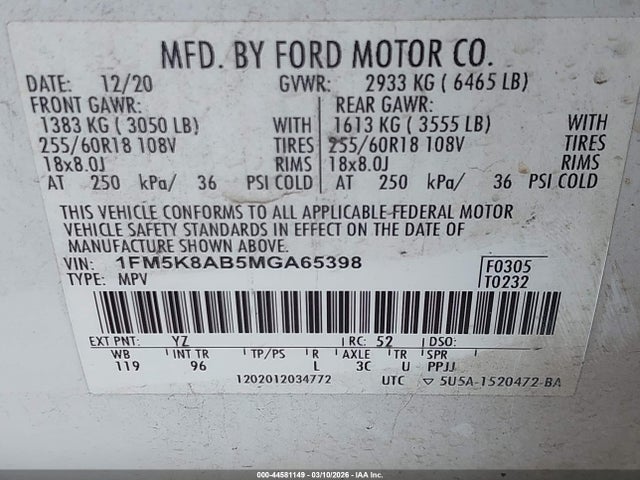 MFD. BY FORD MOTOR CO.
DATE: 12/20 GVWR: 2933 KG ( 6465 LB)
FRONT GAWR: REAR GAWR:
1383 KG ( 3050 LB) WITH 1613 KG ( 3555 LB) WITH
255/60R18 108V TIRES 255/60R18 108V TIRES
18x8.0J RIMS 18x8.0J RIMS
AT 250 kPa/ 36 PSI COLD AT 250 kPa/ 36 PSI COLD
THIS VEHICLE CONFORMS TO ALL APPLICABLE FEDERAL MOTOR
VEHICLE SAFETY STANDARDS IN EFFECT ON THE DATE OF
MANUFACTURE SHOWN ABOVE.
VIN: 1FM5K8AB5MGA65398 F0305
TYPE: MPV T0232
EXT PNT: YZ RC: 52 DSO:
WB INT TR TP/PS R AXLE TR SPR
119 96 L 3C U PPJJ
1202012034772 UTC ▽ 5U5A-1520472-BA
000-44581149 - 03/10/2026 - IAA Inc.